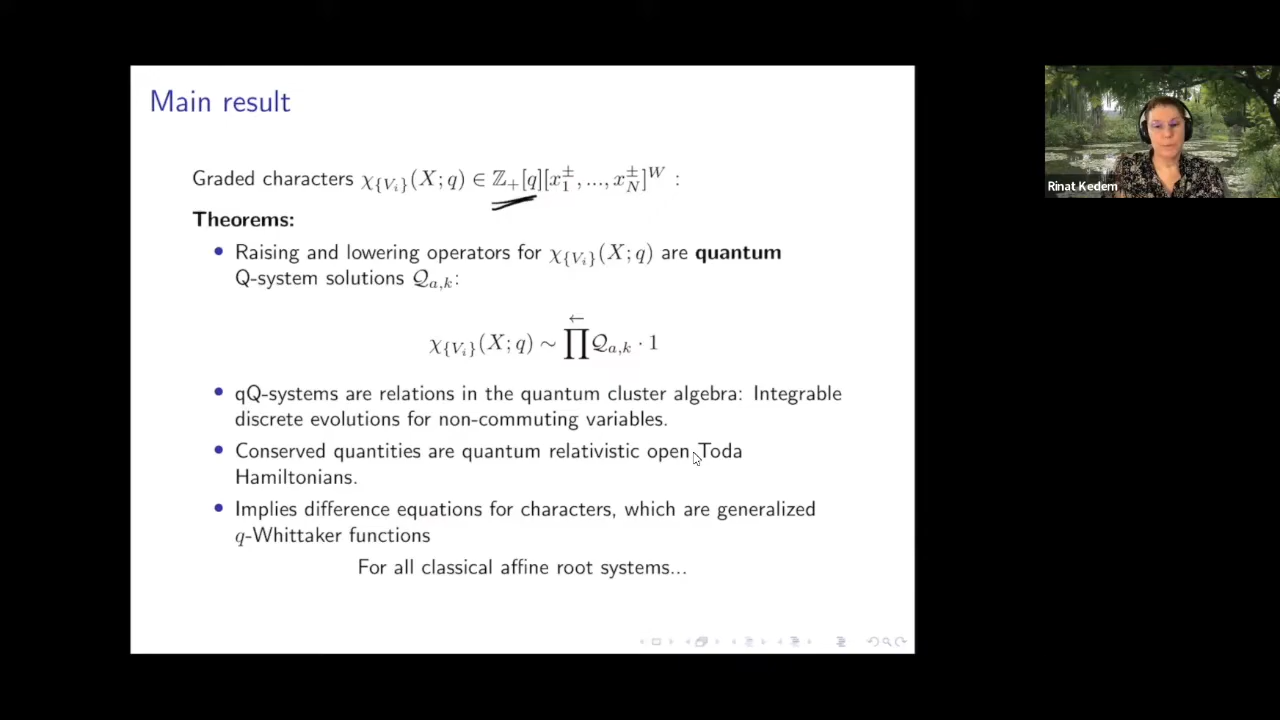 Main result
Graded characters χ_{\{V_i\}}(X; q) ∈ ℤ_+[q][x_1^±, ..., x_N^±]^W :
Theorems:
• Raising and lowering operators for χ_{\{V_i\}}(X; q) are quantum
Q-system solutions 𝒬_{a,k}:
χ_{\{V_i\}}(X; q) ∼ \overleftarrow{∏} 𝒬_{a,k} · 1
• qQ-systems are relations in the quantum cluster algebra: Integrable
discrete evolutions for non-commuting variables.
• Conserved quantities are quantum relativistic open Toda
Hamiltonians.
• Implies difference equations for characters, which are generalized
q-Whittaker functions
For all classical affine root systems...
Rinat Kedem